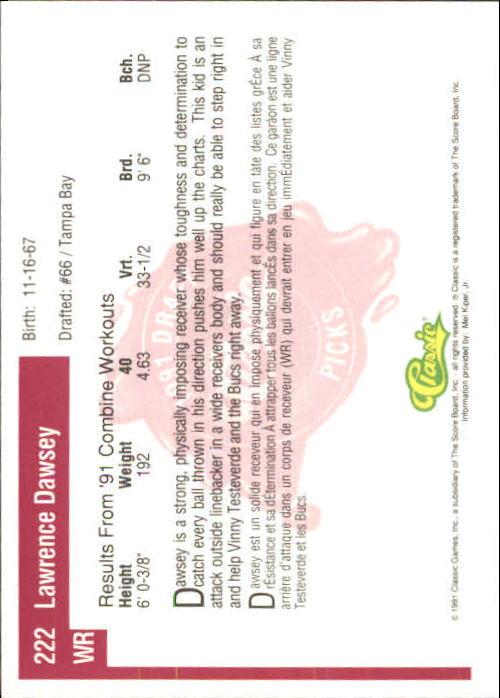 222 Lawrence Dawsey
WR
Birth: 11-16-67
Drafted: #66 / Tampa Bay
Results From '91 Combine Workouts
Height Weight 40 Vrt. Brd. Bch.
6' 0-3/8" 192 4.63 33-1/2 9' 6" DNP
Dawsey is a strong, physically imposing receiver whose toughness and determination to
catch every ball thrown in his direction pushes him well up the charts. This kid is an
attack outside linebacker in a wide receivers body and should really be able to step right in
and help Vinny Testeverde and the Bucs right away.
Dawsey est un solide receveur qui en impose physiquement et qui figure en tàte des listes grÈce À sa
rÉsistance et sa dÉtermination À attrapper tous les ballons lancÉs dans sa direction. Ce garáon est une ligne
arrière d'attaque dans un corps de receveur (WR) qui devrait entrer en jeu immÉdiatement et aider Vinny
Testeverde et les Bucs.
1991 DRAFT
PICKS
Classic
© 1991 Classic Games, Inc. a subsidiary of The Score Board, Inc. · all rights reserved ® Classic is a registered trademark of The Score Board, Inc.
Information provided by Mel Kiper, Jr.